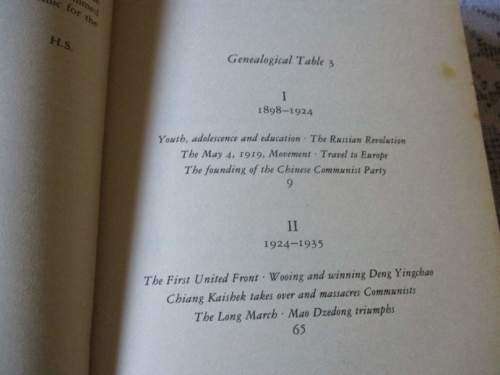 for the
H.S.
Genealogical Table 3
I
1898–1924
Youth, adolescence and education · The Russian Revolution
The May 4, 1919, Movement · Travel to Europe
The founding of the Chinese Communist Party
9
II
1924–1935
The First United Front · Wooing and winning Deng Yingchao
Chiang Kaishek takes over and massacres Communists
The Long March · Mao Dzedong triumphs
65